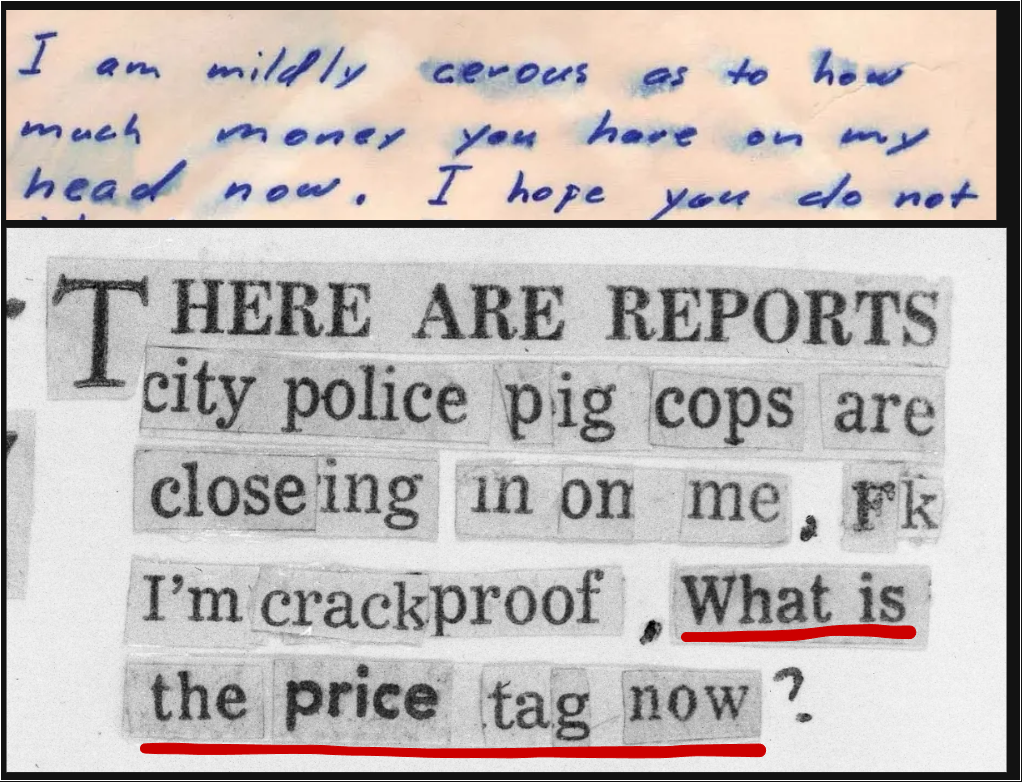 I am mildly cerous as to how
much money you have on my
head now. I hope you do not
THERE ARE REPORTS
city police pig cops are
closeing in on me, Fk
I'm crackproof, What is
the price tag now?